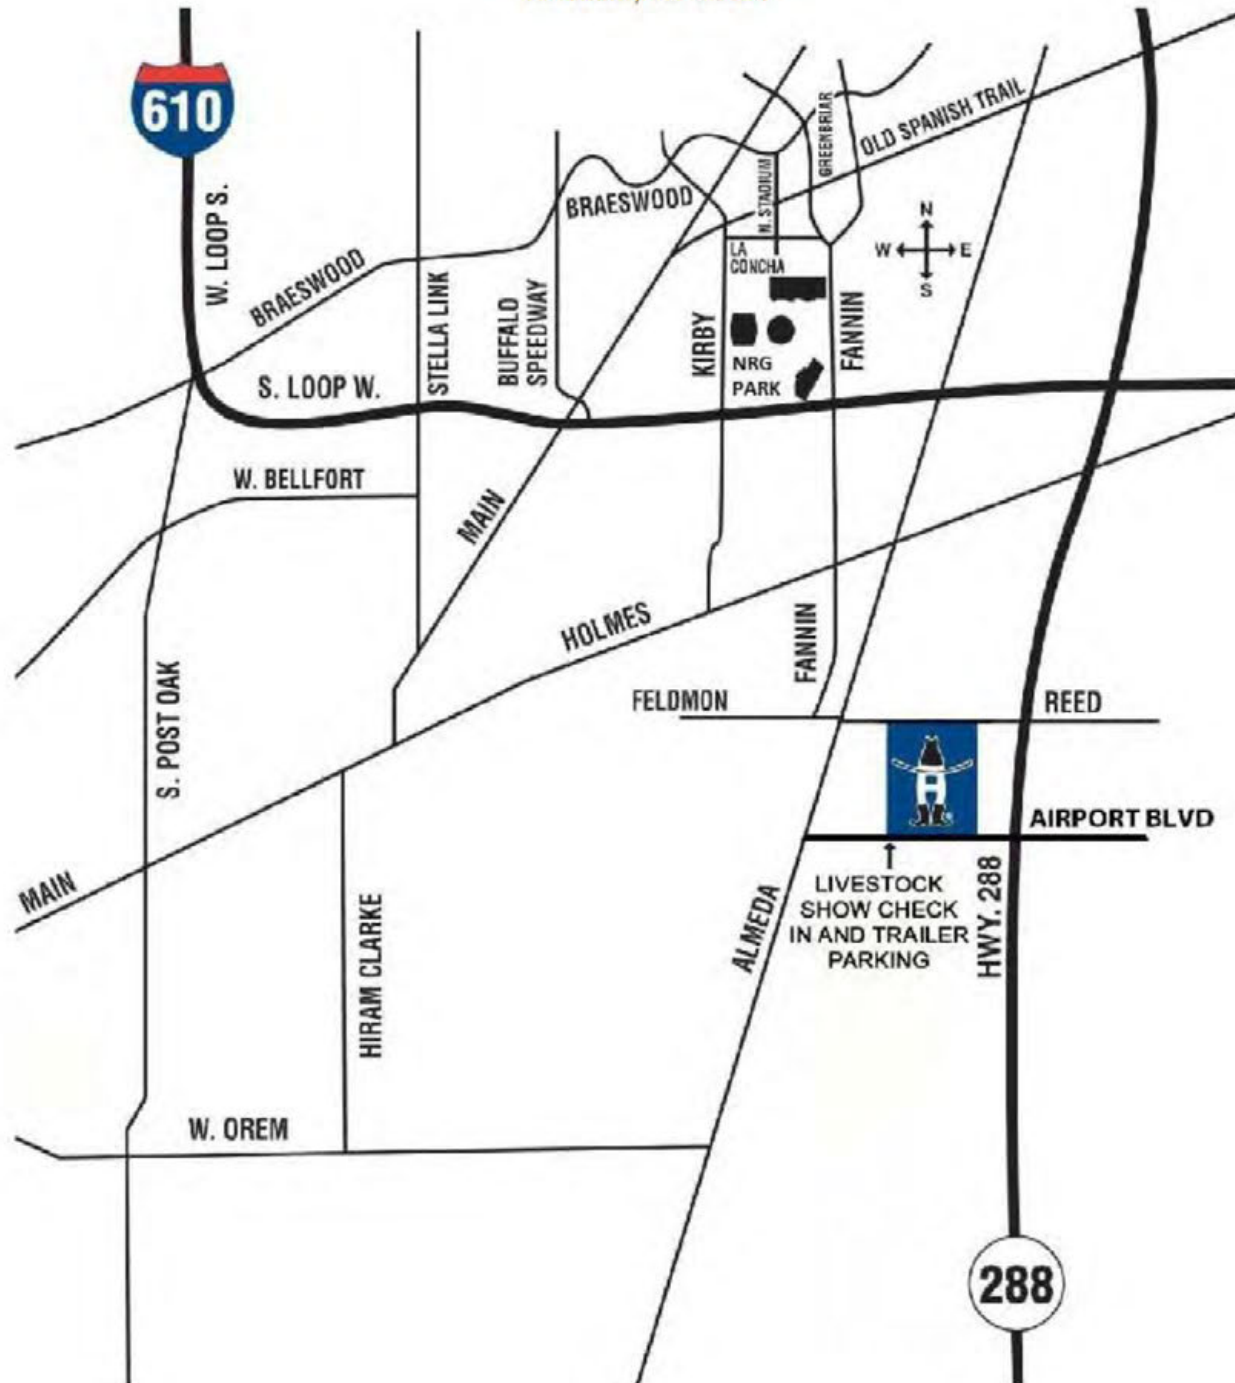 610
W. LOOP S.
BRAESWOOD
S. LOOP W.
STELLA LINK
BUFFALO
SPEEDWAY
BRAESWOOD
N. STADIUM
GREENBRIAR
OLD SPANISH TRAIL
N
W E
S
LA
CONCHA
KIRBY
NRG
PARK
FANNIN
W. BELLFORT
MAIN
HOLMES
FANNIN
FELDMON
REED
S. POST OAK
H
AIRPORT BLVD
MAIN
HIRAM CLARKE
ALMEDA
LIVESTOCK
SHOW CHECK
IN AND TRAILER
PARKING
HWY. 288
W. OREM
288